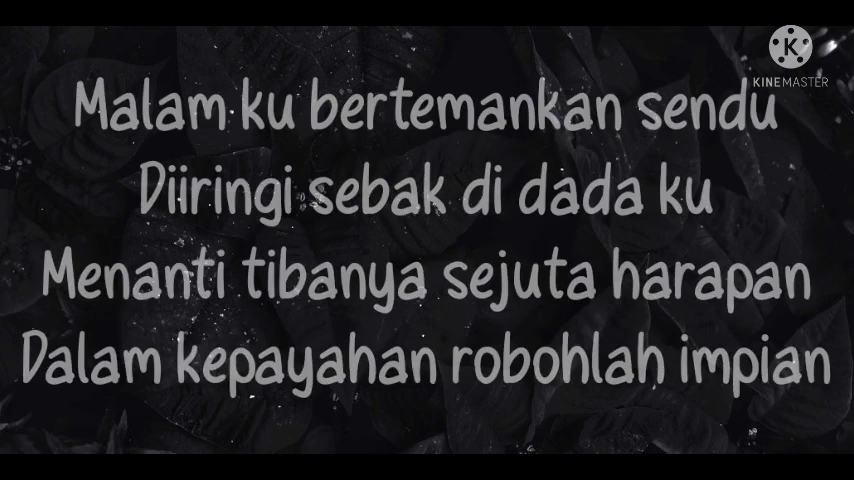 KINEMASTER
Malam ku bertemankan sendu
Diiringi sebak di dada ku
Menanti tibanya sejuta harapan
Dalam kepayahan robohlah impian